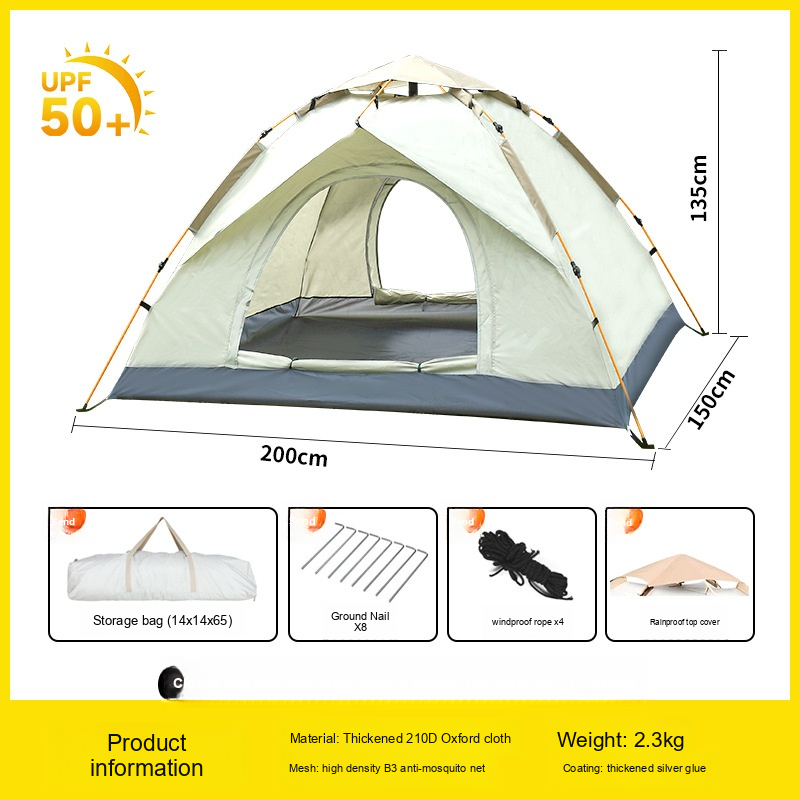 UPF
50+
135cm
150cm
200cm
Storage bag (14x14x65)
Ground Nail
X8
windproof rope x4
Rainproof top cover
Product
information
Material: Thickened 210D Oxford cloth
Weight: 2.3kg
Mesh: high density B3 anti-mosquito net
Coating: thickened silver glue